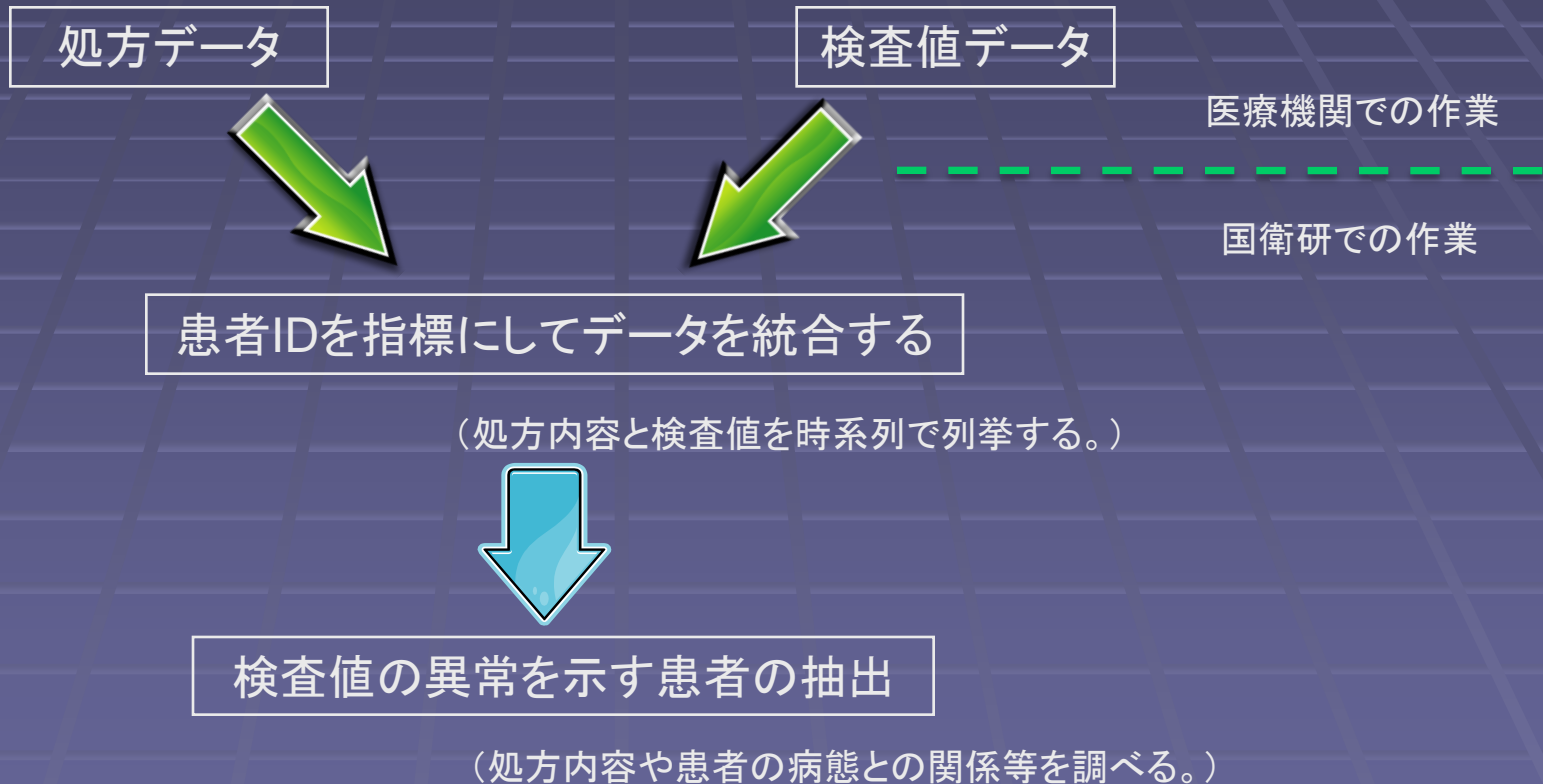 処方データ
検査値データ
医療機関での作業
国衛研での作業
患者IDを指標にしてデータを統合する
（処方内容と検査値を時系列で列挙する。）
検査値の異常を示す患者の抽出
（処方内容や患者の病態との関係等を調べる。）